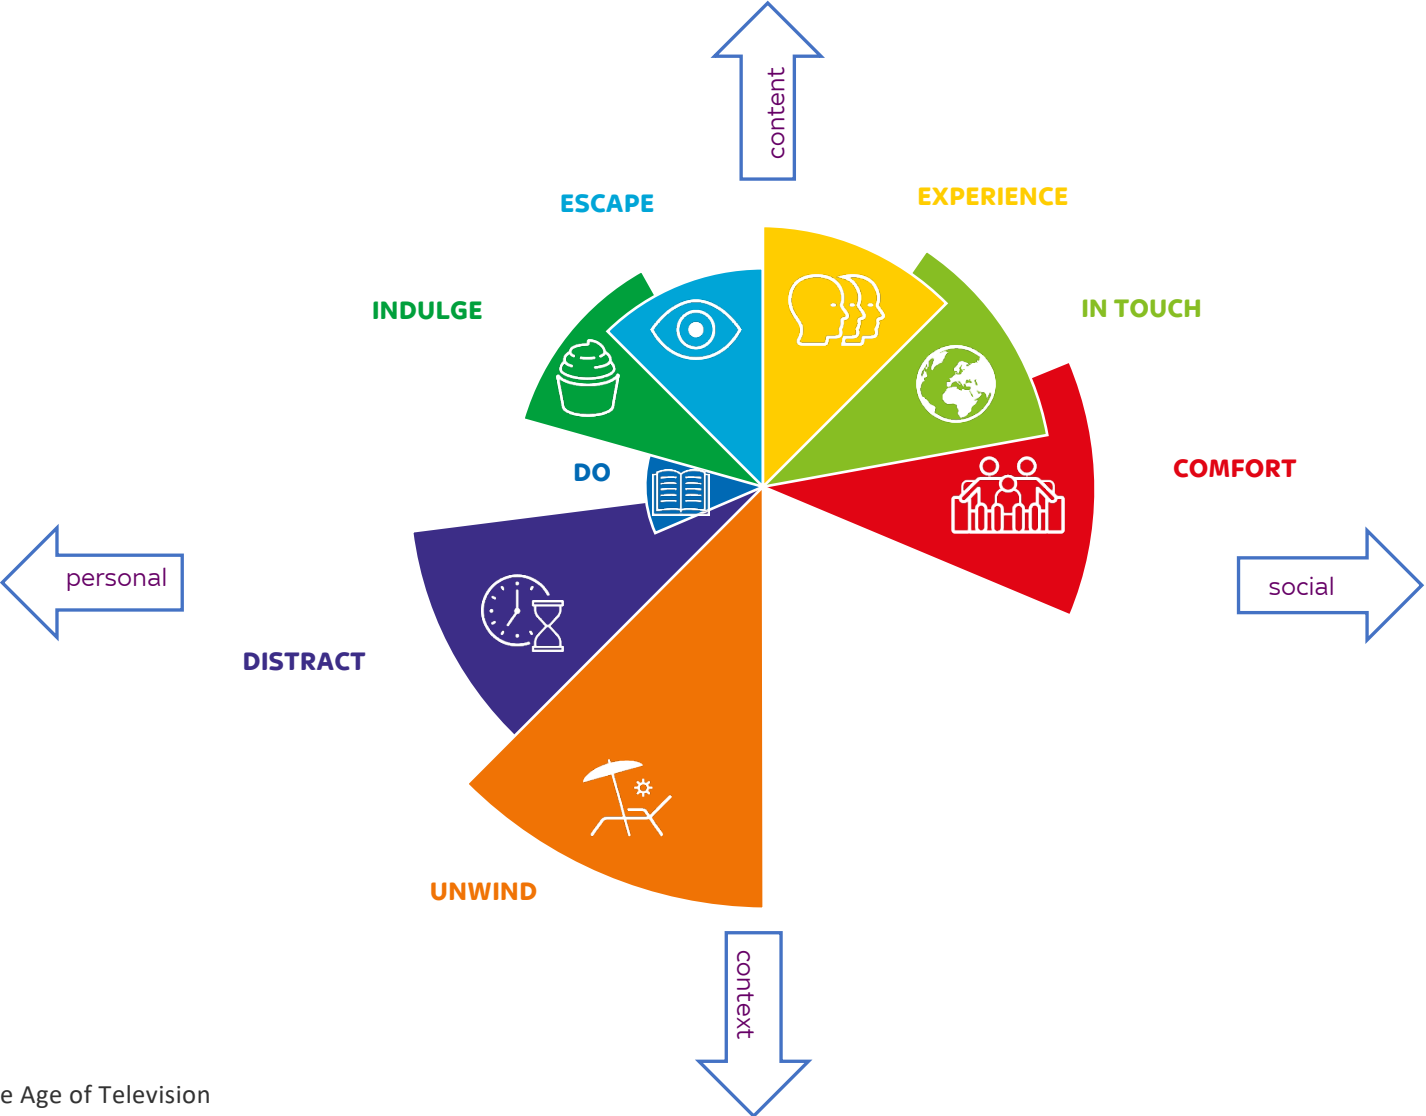 content
ESCAPE
EXPERIENCE
INDULGE
IN TOUCH
DO
COMFORT
personal
social
DISTRACT
UNWIND
context
e Age of Television